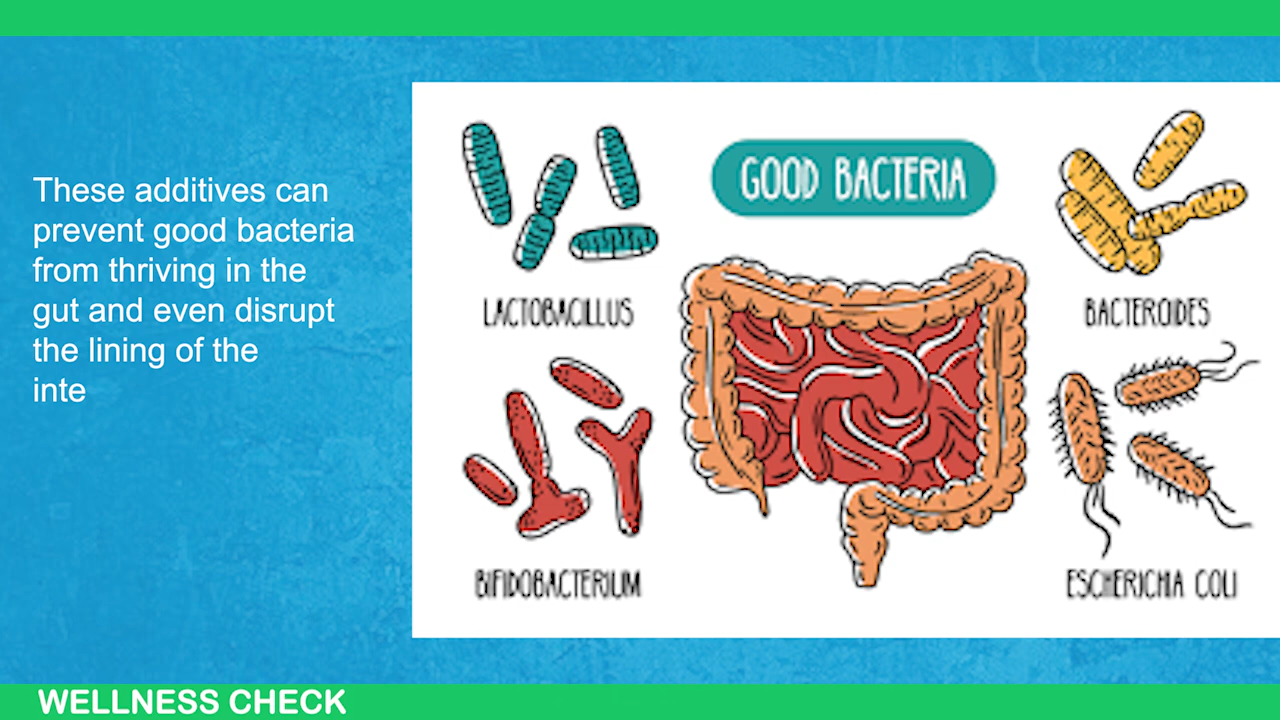 These additives can
prevent good bacteria
from thriving in the
gut and even disrupt
the lining of the
inte
GOOD BACTERIA
LACTOBACILLUS
BACTEROIDES
BIFIDOBACTERIUM
ESCHERICHIA COLI
WELLNESS CHECK